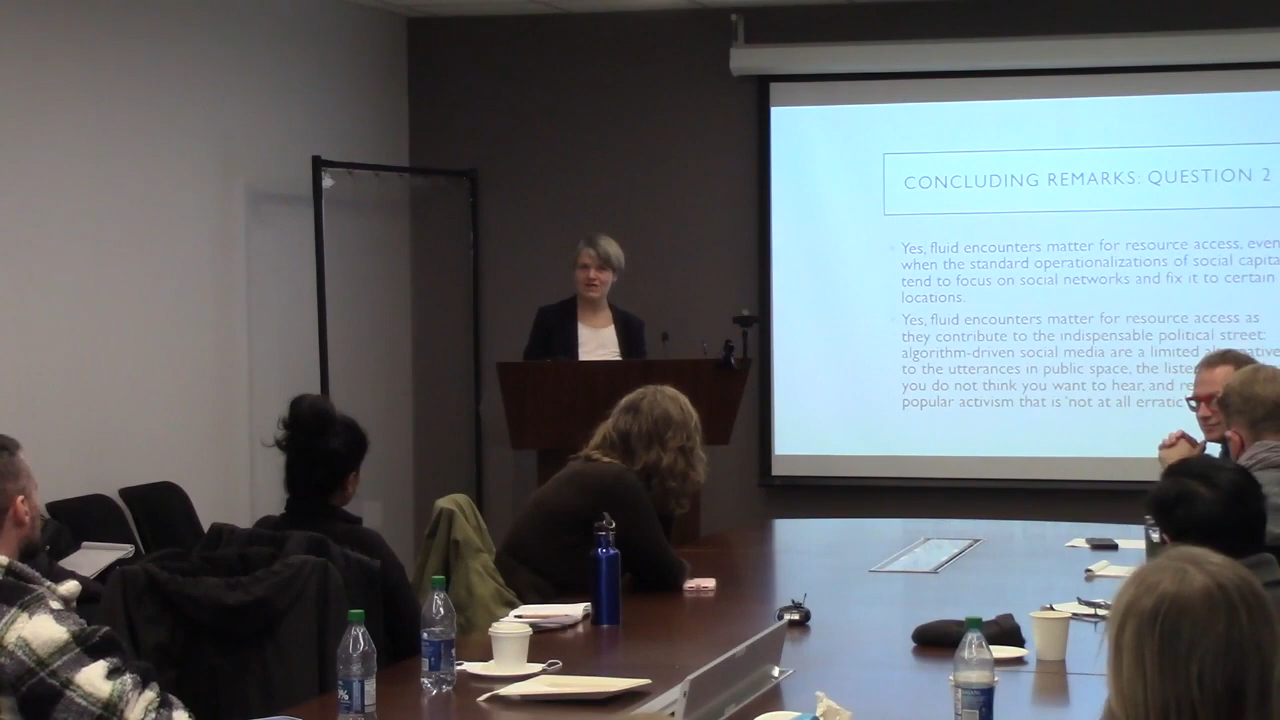 CONCLUDING REMARKS: QUESTION 2
Yes, fluid encounters matter for resource access, even
when the standard operationalizations of social capita
tend to focus on social networks and fix it to certain
locations.
Yes, fluid encounters matter for resource access as
they contribute to the indispensable political street:
algorithm-driven social media are a limited alternative
to the utterances in public space, the
you do not think you want to hear, and
popular activism that is 'not at all erratic